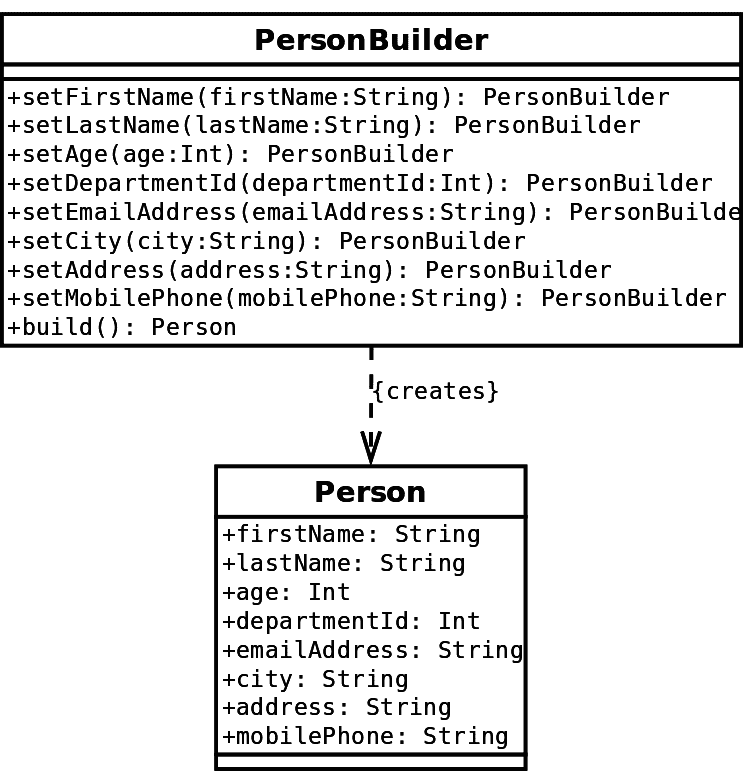 PersonBuilder
+setFirstName(firstName:String): PersonBuilder
+setLastName(lastName:String): PersonBuilder
+setAge(age:Int): PersonBuilder
+setDepartmentId(departmentId:Int): PersonBuilder
+setEmailAddress(emailAddress:String): PersonBuilde
+setCity(city:String): PersonBuilder
+setAddress(address:String): PersonBuilder
+setMobilePhone(mobilePhone:String): PersonBuilder
+build(): Person
{creates}
Person
+firstName: String
+lastName: String
+age: Int
+departmentId: Int
+emailAddress: String
+city: String
+address: String
+mobilePhone: String